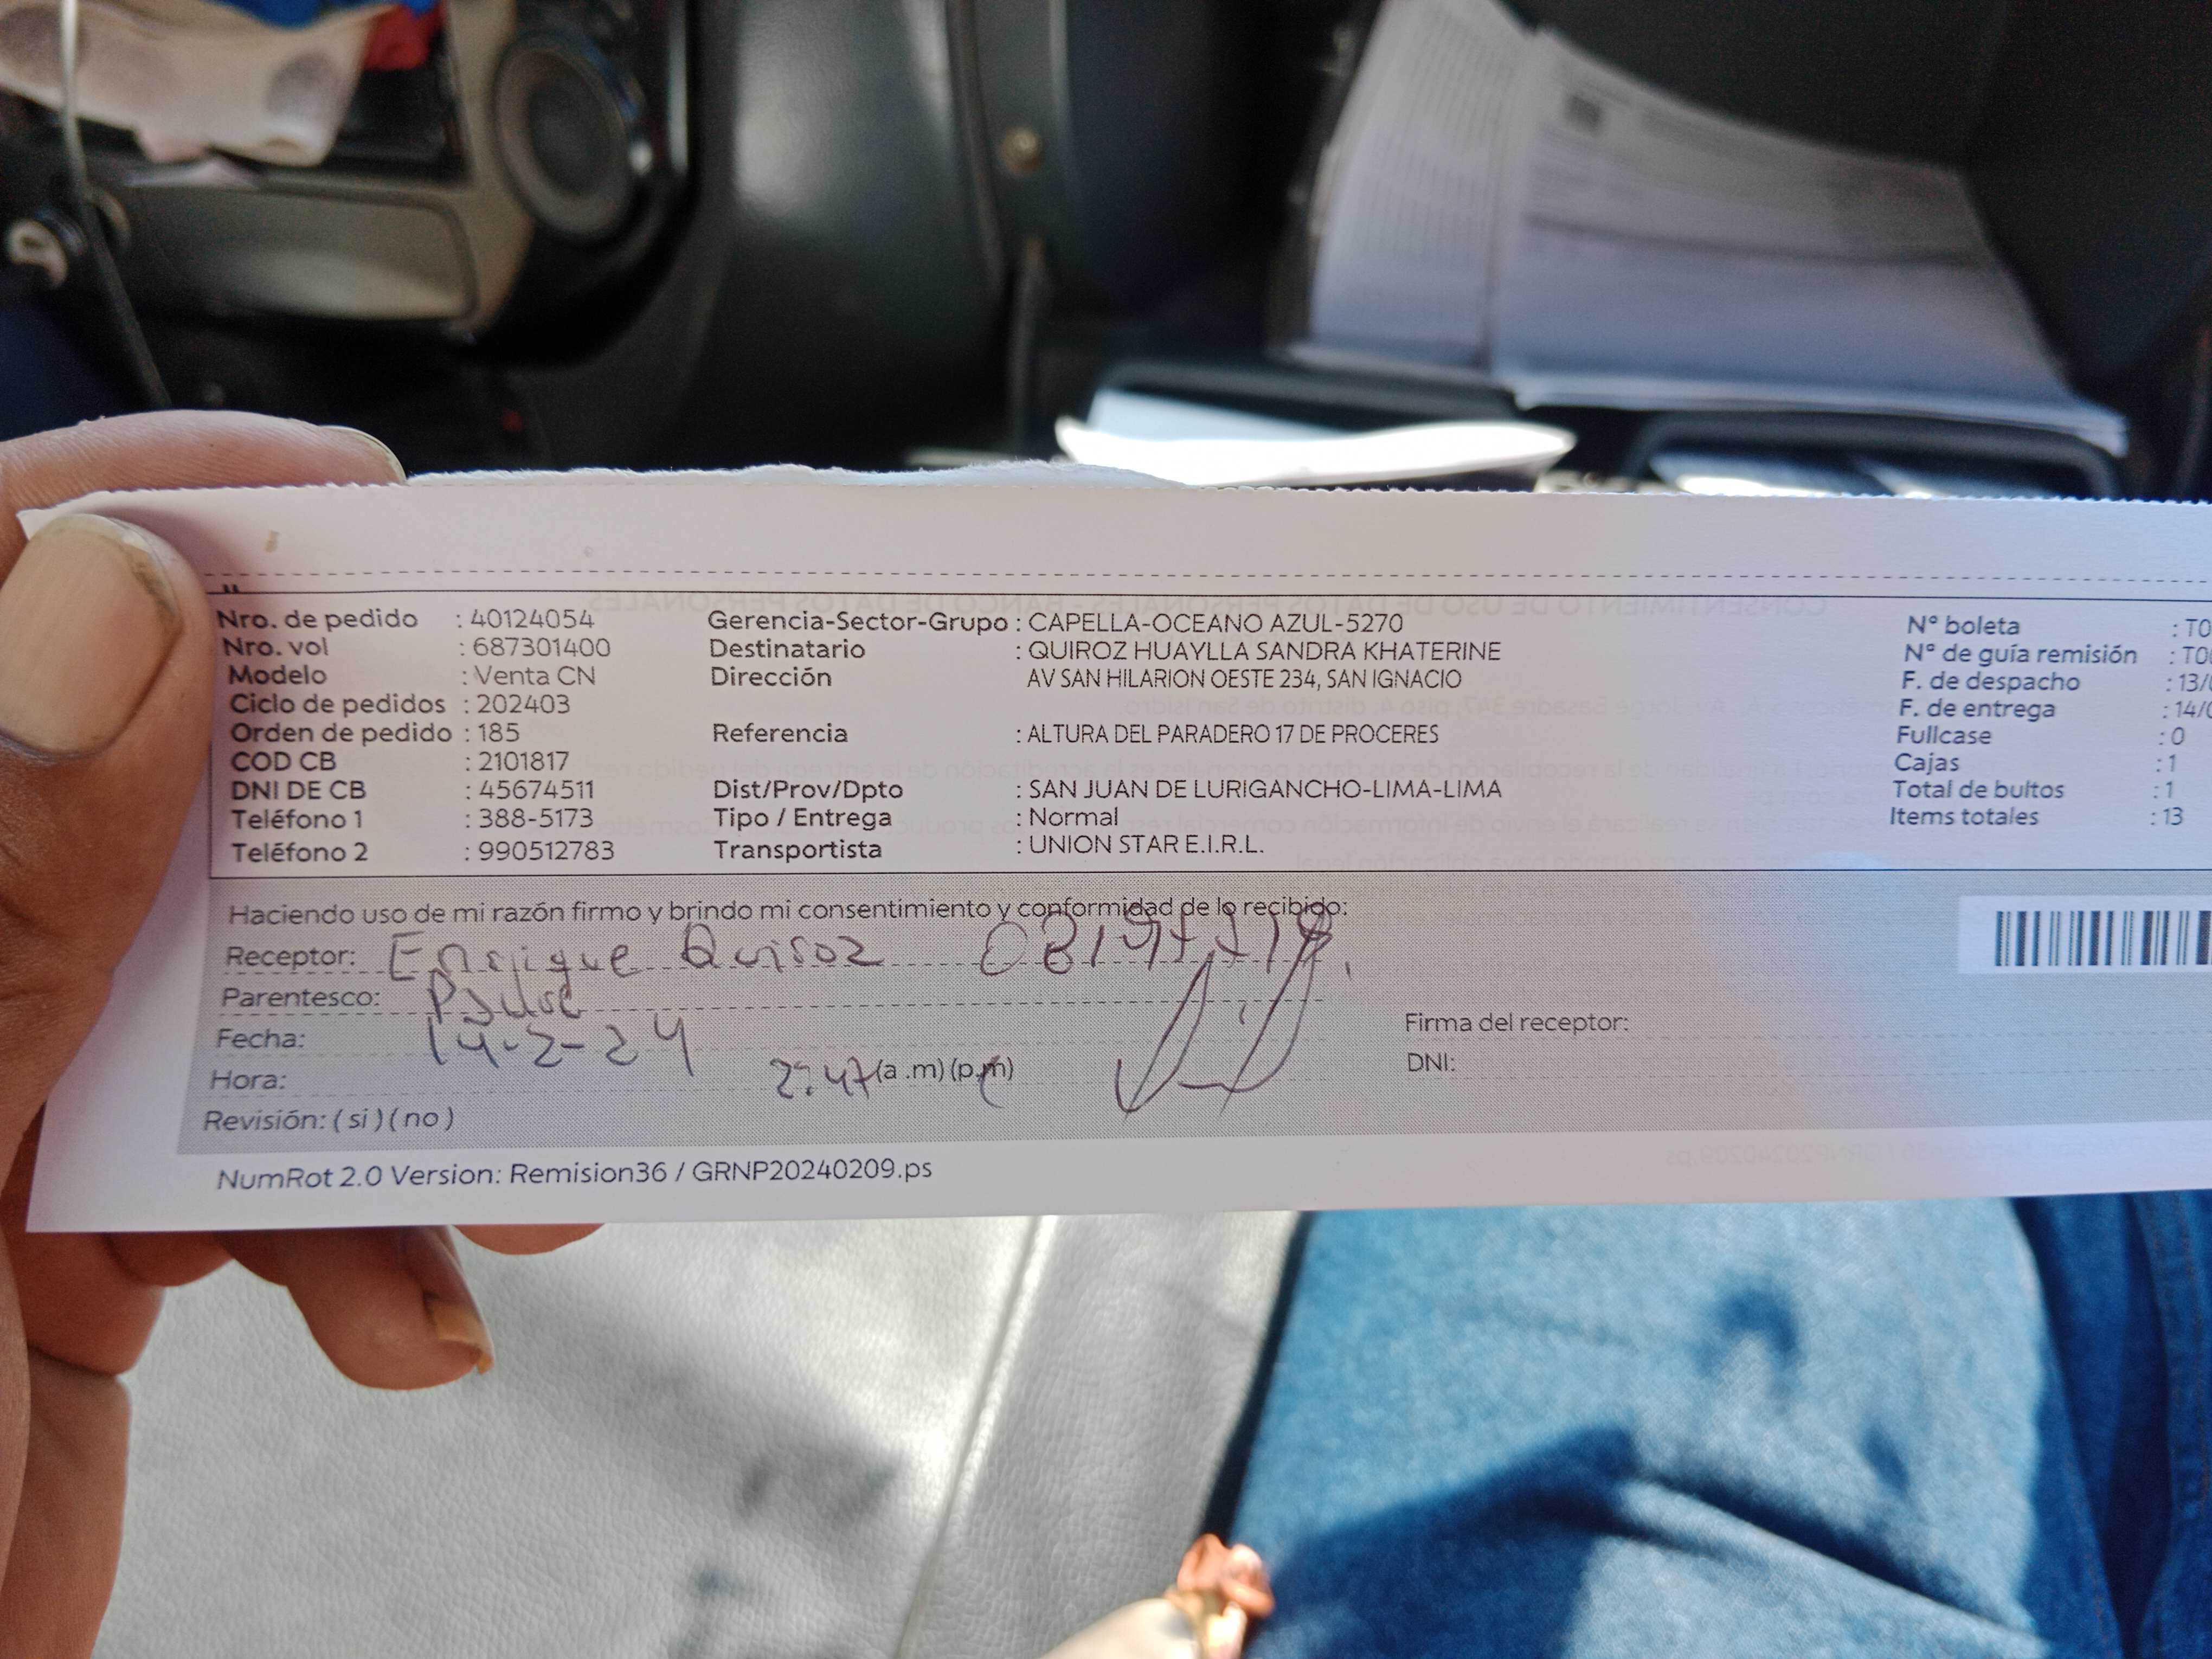 Nro. de pedido : 40124054
Nro. vol : 687301400
Modelo : Venta CN
Ciclo de pedidos : 202403
Orden de pedido : 185
COD CB : 2101817
DNI DE CB : 45674511
Teléfono 1 : 388-5173
Teléfono 2 : 990512783
Gerencia-Sector-Grupo : CAPELLA-OCEANO AZUL-5270
Destinatario : QUIROZ HUAYLLA SANDRA KHATERINE
Dirección AV SAN HILARION OESTE 234, SAN IGNACIO
Referencia : ALTURA DEL PARADERO 17 DE PROCERES
Dist/Prov/Dpto : SAN JUAN DE LURIGANCHO-LIMA-LIMA
Tipo / Entrega : Normal
Transportista : UNION STAR E.I.R.L.
N° boleta : T0
N° de guía remisión : T0
F. de despacho : 13/
F. de entrega : 14/
Fullcase : 0
Cajas : 1
Total de bultos : 1
Items totales : 13
Haciendo uso de mi razón firmo y brindo mi consentimiento y conformidad de lo recibido:
Receptor: Enrique Quiroz
Parentesco:
Fecha: 14-2-24
Hora: 2:47 (a .m) (p.m)
Revisión: ( si ) ( no )
Firma del receptor:
DNI:
NumRot 2.0 Version: Remision36 / GRNP20240209.ps